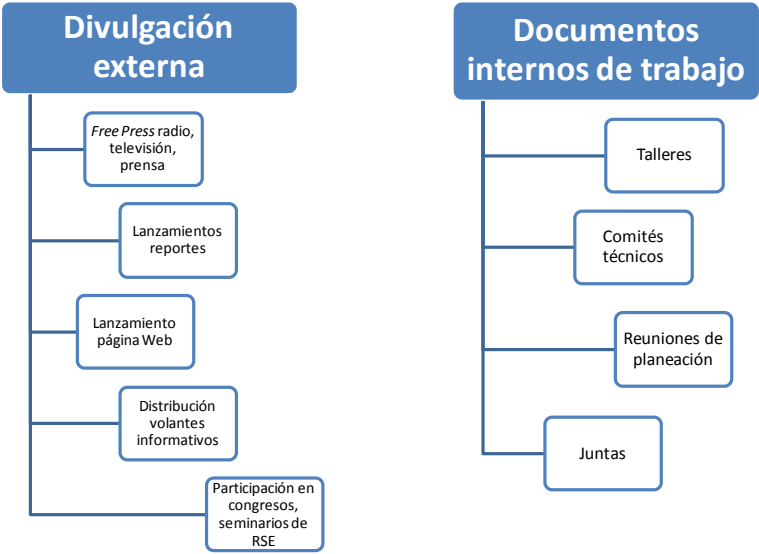 Divulgación
externa
Free Press radio,
televisión,
prensa
Lanzamientos
reportes
Lanzamiento
página Web
Distribución
volantes
informativos
Participación en
congresos,
seminarios de
RSE
Documentos
internos de trabajo
Talleres
Comités
técnicos
Reuniones de
planeación
Juntas